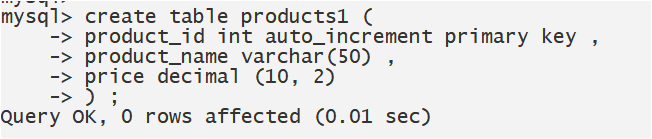 mysql> create table products1 (
    -> product_id int auto_increment primary key ,
    -> product_name varchar(50) ,
    -> price decimal (10, 2)
    -> ) ;
Query OK, 0 rows affected (0.01 sec)